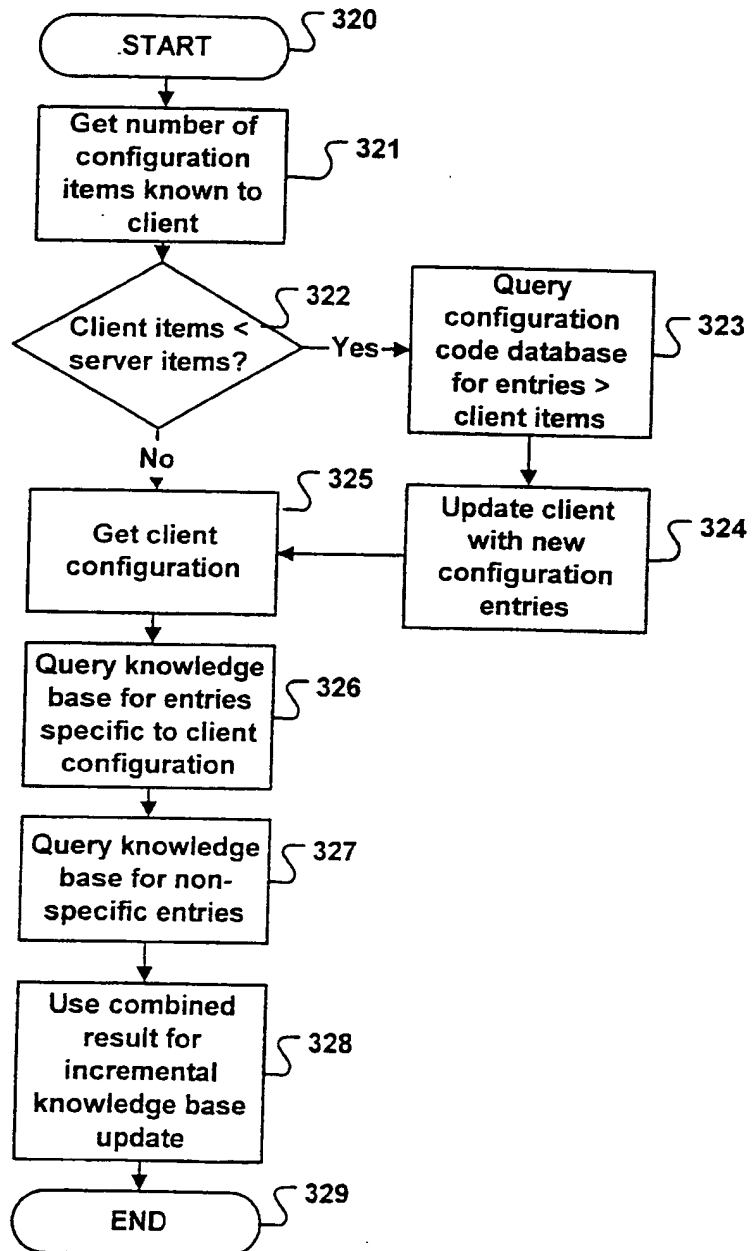 START
320
Get number of
configuration
items known to
client
321
Client items <
server items?
322
Yes
Query
configuration
code database
for entries >
client items
323
No
Update client
with new
configuration
entries
324
Get client
configuration
325
Query knowledge
base for entries
specific to client
configuration
326
Query knowledge
base for non-
specific entries
327
Use combined
result for
incremental
knowledge base
update
328
END
329